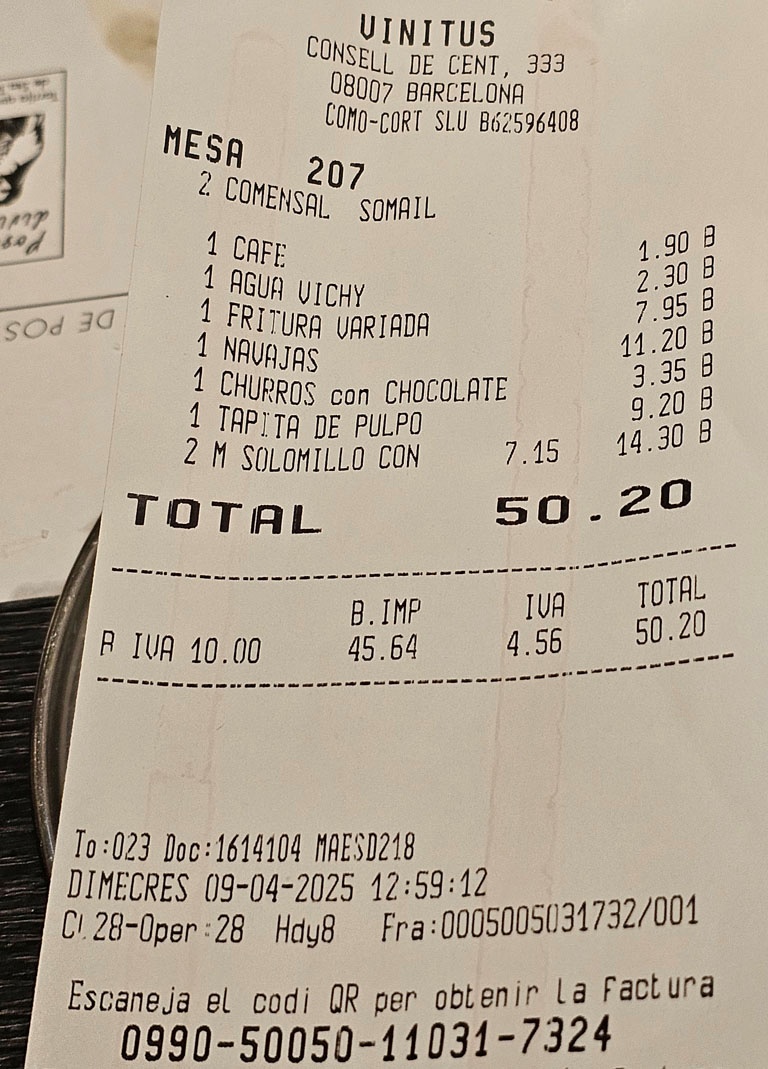 VINITUS
CONSELL DE CENT, 333
08007 BARCELONA
COMO-CORT SLU B62596408
MESA 207
2 COMENSAL SOMAIL
1 CAFE 1.90 B
1 AGUA VICHY 2.30 B
1 FRITURA VARIADA 7.95 B
1 NAVAJAS 11.20 B
1 CHURROS con CHOCOLATE 3.35 B
1 TAPITA DE PULPO 9.20 B
2 M SOLOMILLO CON 7.15 14.30 B
TOTAL 50.20
B.IMP IVA TOTAL
A IVA 10.00 45.64 4.56 50.20
To:023 Doc:1614104 MAESD218
DIMECRES 09-04-2025 12:59:12
C 28-Oper:28 Hdy8 Fra:0005005031732/001
Escaneja el codi QR per obtenir la Factura
0990-50050-11031-7324
DE POS